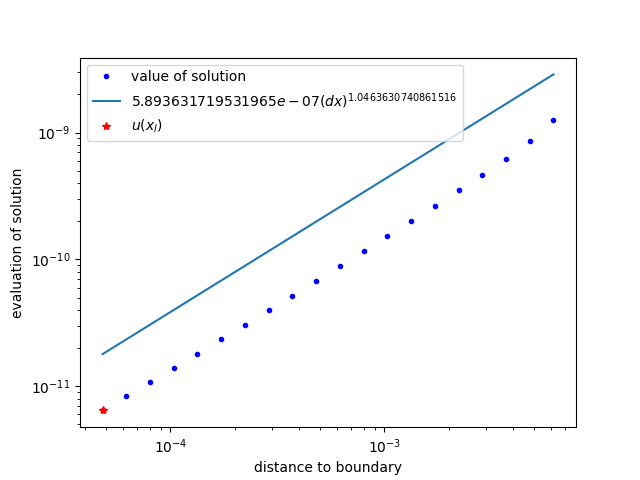 value of solution
5.893631719531965e − 07(dx)^1.0463630740861516
u(x_l)
10^−9
10^−10
10^−11
evaluation of solution
10^−4
10^−3
distance to boundary